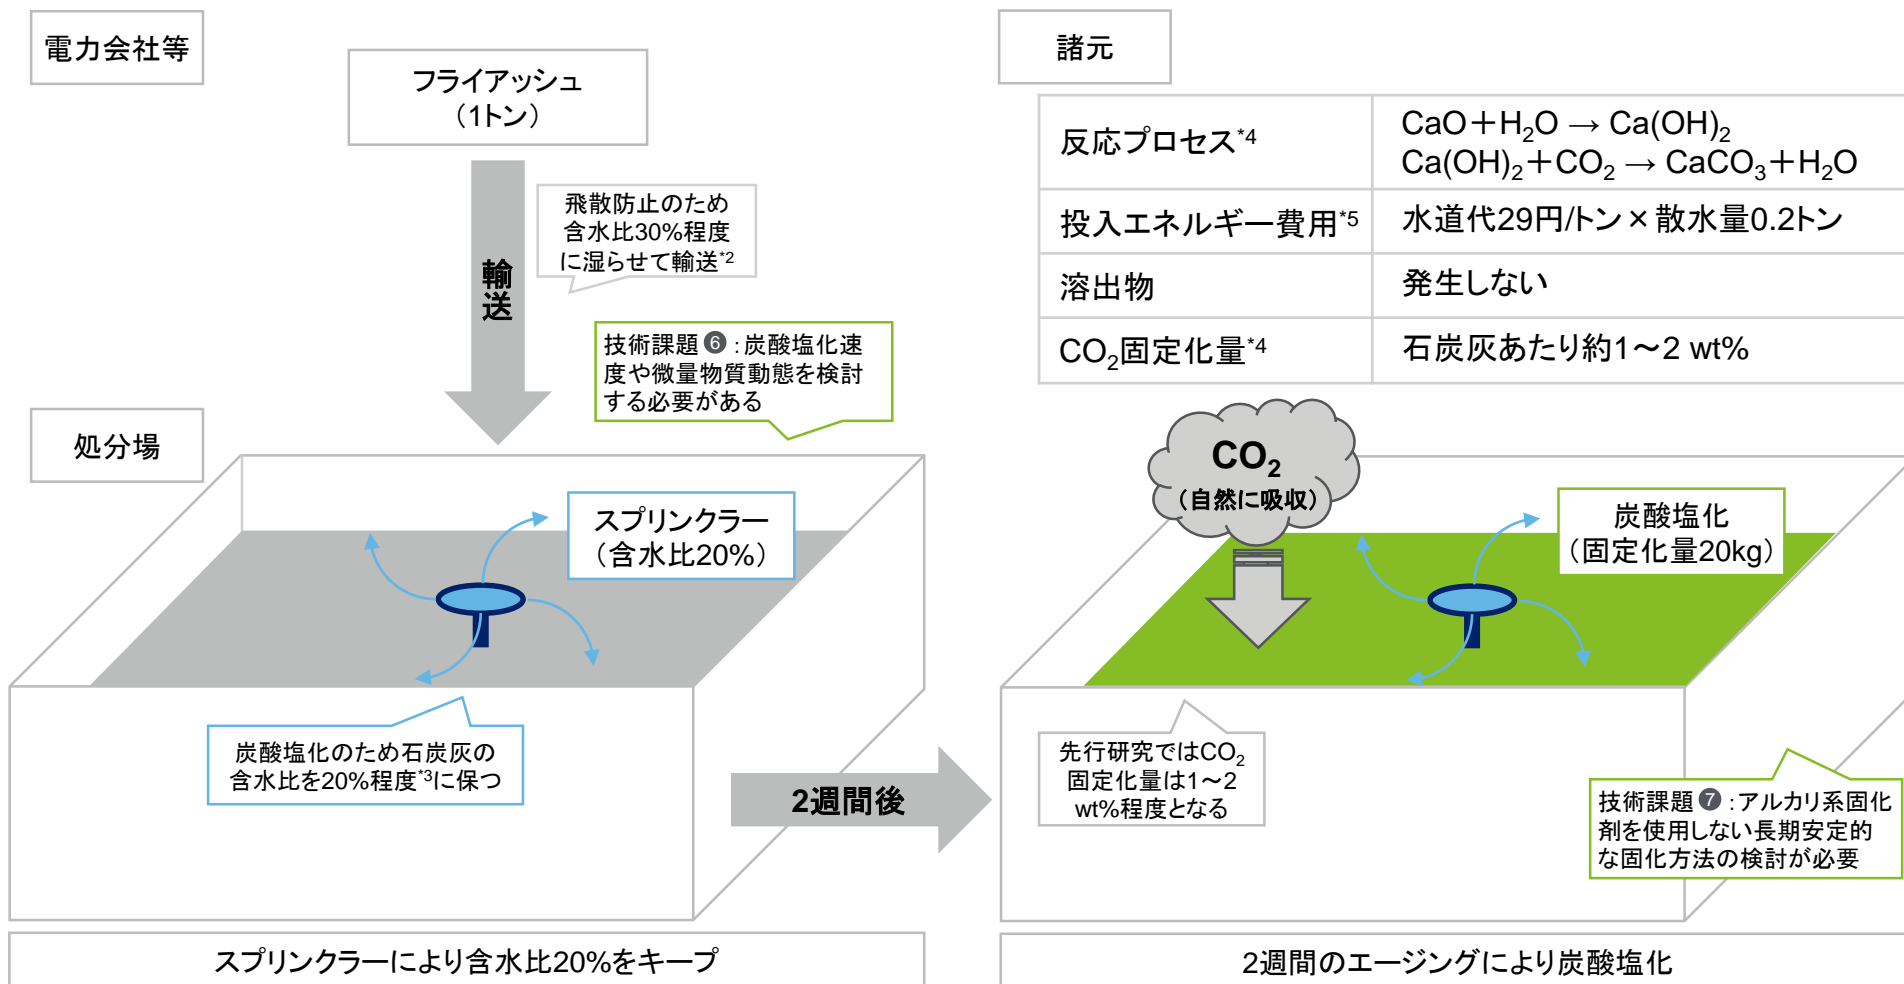 電力会社等
フライアッシュ
（1トン）
飛散防止のため
含水比30%程度
に湿らせて輸送*2
輸送
技術課題❻：炭酸塩化速
度や微量物質動態を検討
する必要がある
処分場
スプリンクラー
（含水比20%）
炭酸塩化のため石炭灰の
含水比を20%程度*3に保つ
スプリンクラーにより含水比20%をキープ
2週間後
諸元
反応プロセス*4
CaO＋H2O → Ca(OH)2
Ca(OH)2＋CO2 → CaCO3＋H2O
投入エネルギー費用*5
水道代29円/トン×散水量0.2トン
溶出物
発生しない
CO2固定化量*4
石炭灰あたり約1～2 wt%
CO2
（自然に吸収）
炭酸塩化
（固定化量20kg）
先行研究ではCO2
固定化量は1～2
wt%程度となる
技術課題❼：アルカリ系固化
剤を使用しない長期安定的
な固化方法の検討が必要
2週間のエージングにより炭酸塩化